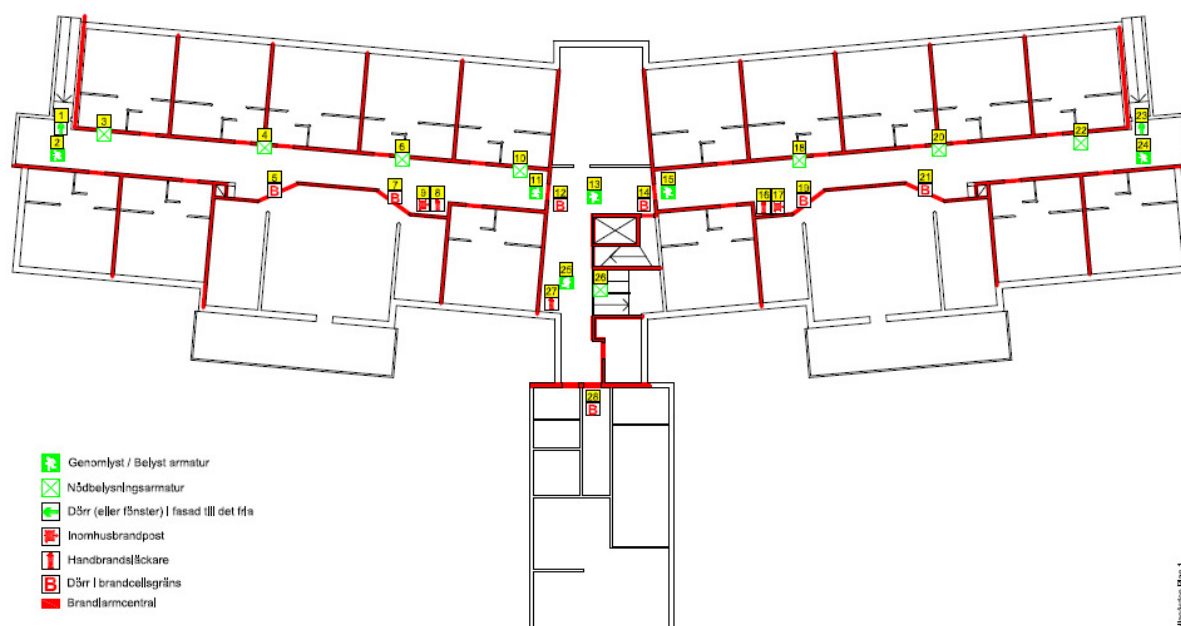 1
2
3
4
5
B
6
7
B
9
8
10
11
12
B
13
14
B
15
16
17
18
19
B
20
21
B
22
23
24
25
26
27
28
B
Genomlyst / Belyst armatur
Nödbelysningsarmatur
Dörr (eller fönster) I fasad till det fria
Inomhusbrandpost
Handbrandsläckare
B Dörr I brandcellsgräns
Brandlarmcentral
Plan 1